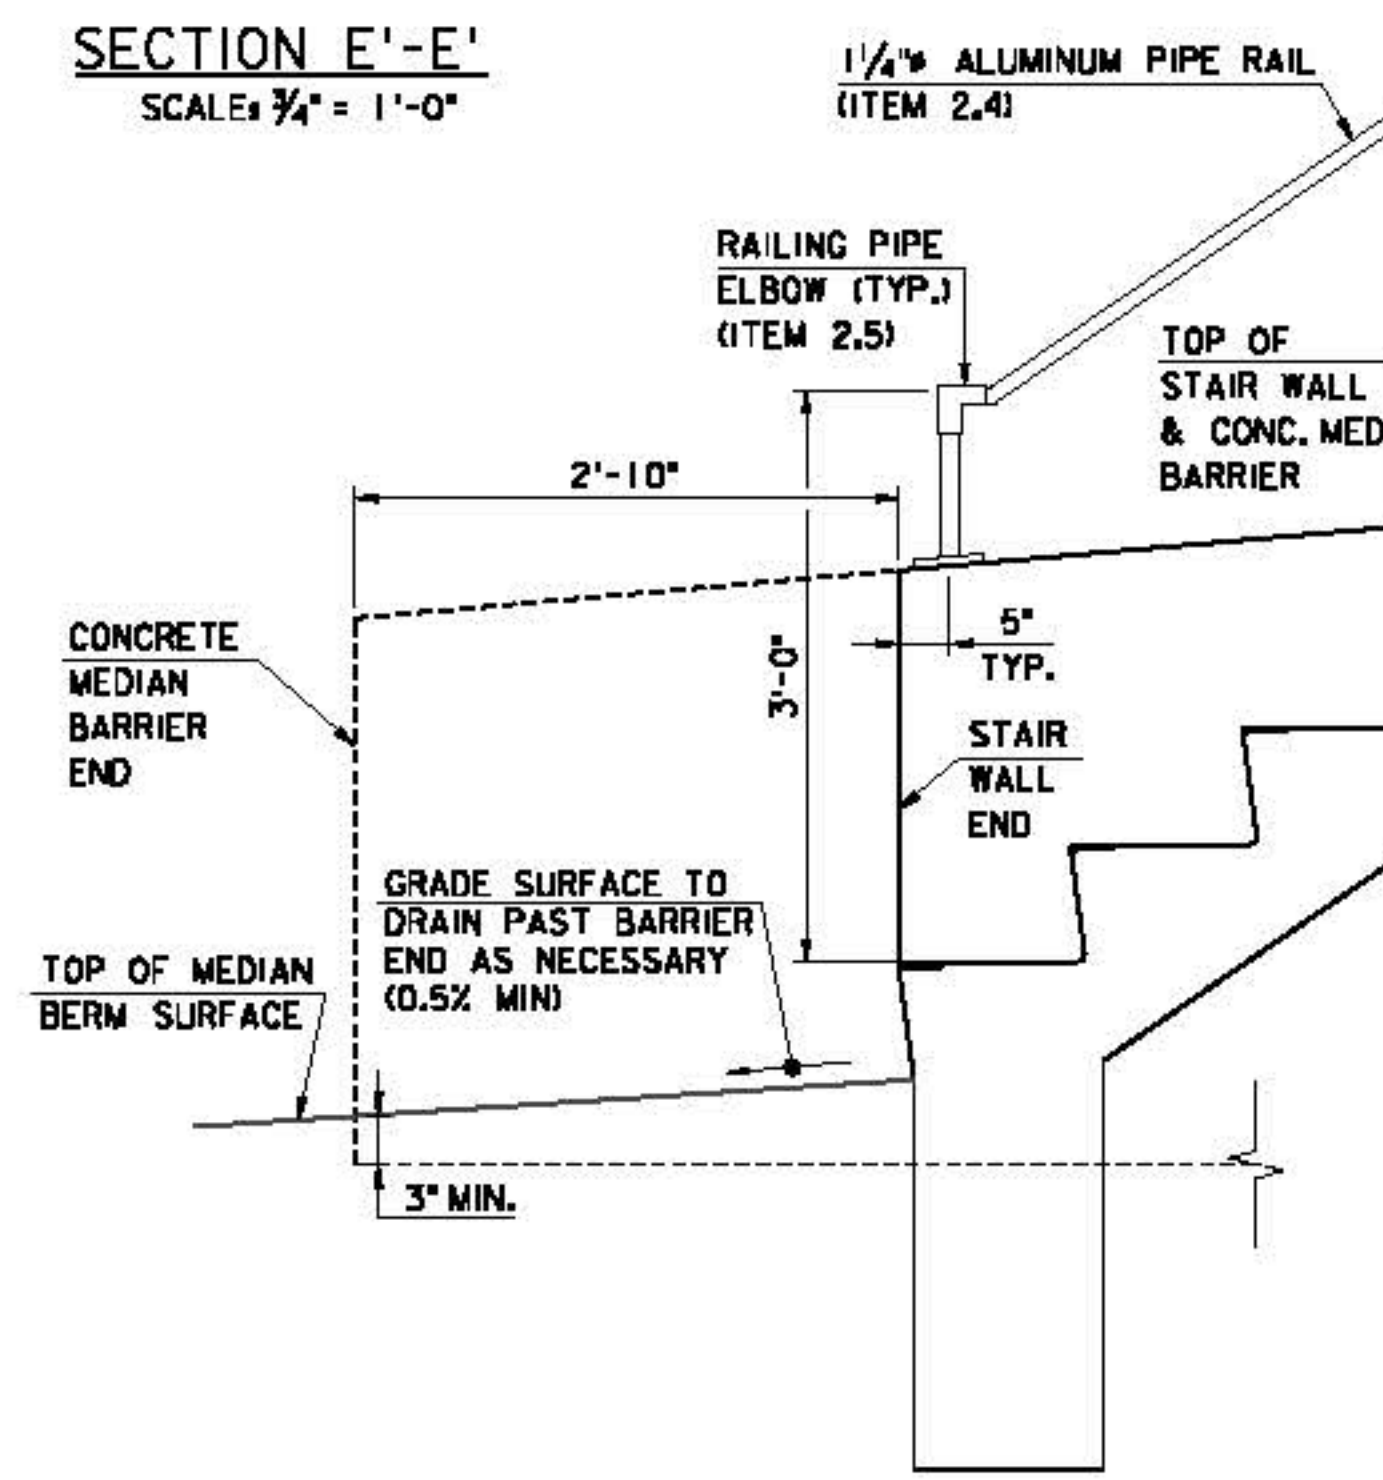 SECTION E'-E'
SCALE: 3/4" = 1'-0"
1 1/4"ø ALUMINUM PIPE RAIL
(ITEM 2.4)
RAILING PIPE
ELBOW (TYP.)
(ITEM 2.5)
TOP OF
STAIR WALL
& CONC. MED
BARRIER
2'-10"
3'-0"
5"
TYP.
CONCRETE
MEDIAN
BARRIER
END
STAIR
WALL
END
GRADE SURFACE TO
DRAIN PAST BARRIER
END AS NECESSARY
(0.5% MIN)
TOP OF MEDIAN
BERM SURFACE
3" MIN.